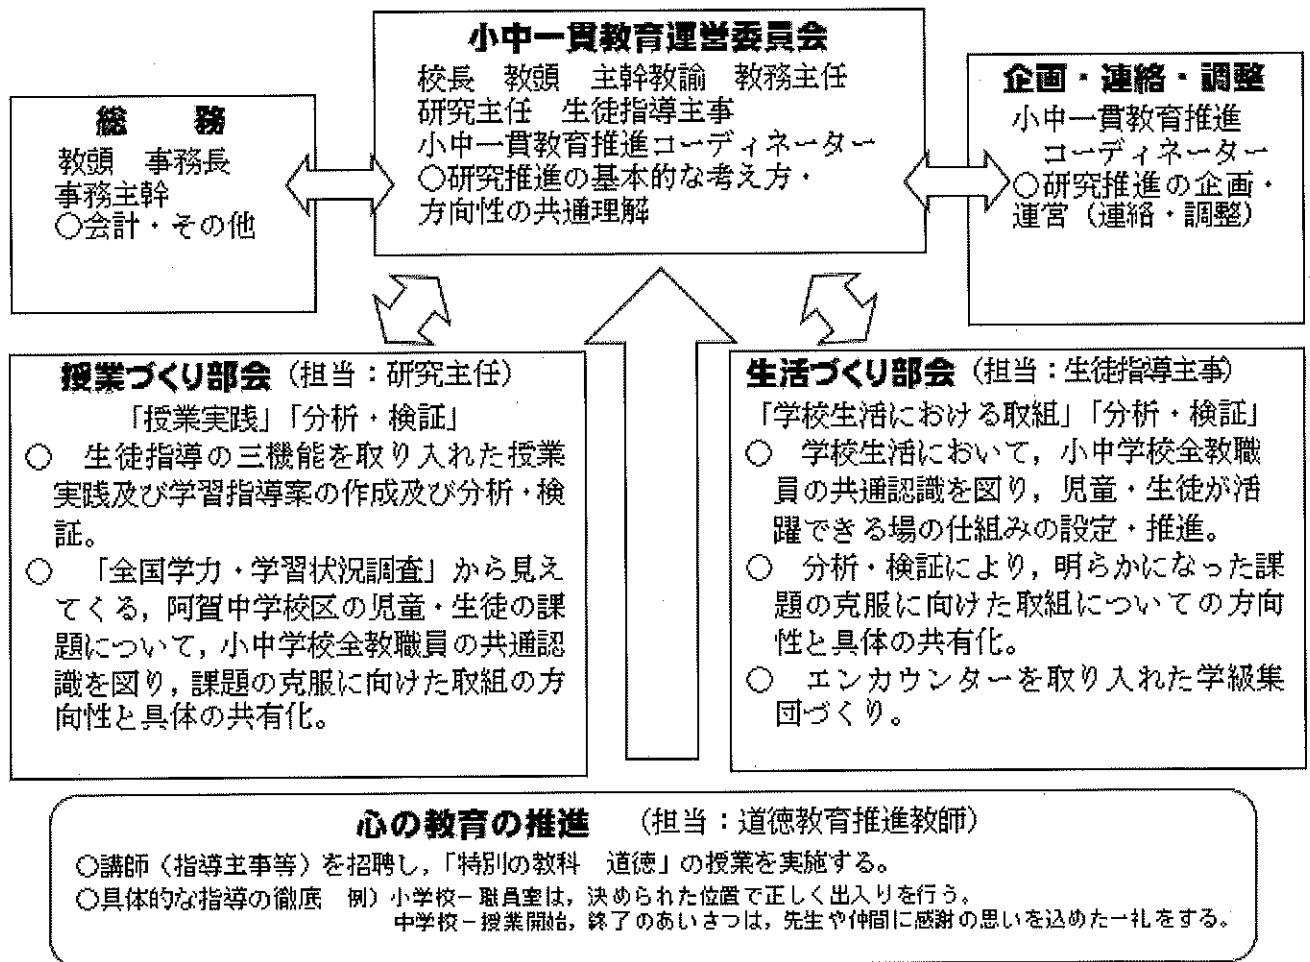 小中一貫教育運営委員会
校長　教頭　主幹教諭　教務主任
研究主任　生徒指導主事
小中一貫教育推進コーディネーター
○研究推進の基本的な考え方・
方向性の共通理解
総　　務
教頭　事務長
事務主幹
○会計・その他
企画・連絡・調整
小中一貫教育推進
コーディネーター
○研究推進の企画・
運営（連絡・調整）
授業づくり部会（担当：研究主任）
「授業実践」「分析・検証」
○　生徒指導の三機能を取り入れた授業
実践及び学習指導案の作成及び分析・検
証。
○　「全国学力・学習状況調査」から見え
てくる，阿賀中学校区の児童・生徒の課
題について，小中学校全教職員の共通認
識を図り，課題の克服に向けた取組の方
向性と具体の共有化。
生活づくり部会（担当：生徒指導主事）
「学校生活における取組」「分析・検証」
○　学校生活において，小中学校全教職
員の共通認識を図り，児童・生徒が活
躍できる場の仕組みの設定・推進。
○　分析・検証により，明らかになった課
題の克服に向けた取組についての方向
性と具体の共有化。
○　エンカウンターを取り入れた学級集
団づくり。
心の教育の推進　（担当：道徳教育推進教師）
○講師（指導主事等）を招聘し，「特別の教科　道徳」の授業を実施する。
○具体的な指導の徹底　例）小学校－職員室は，決められた位置で正しく出入りを行う。
中学校－授業開始，終了のあいさつは，先生や仲間に感謝の思いを込めた一礼をする。